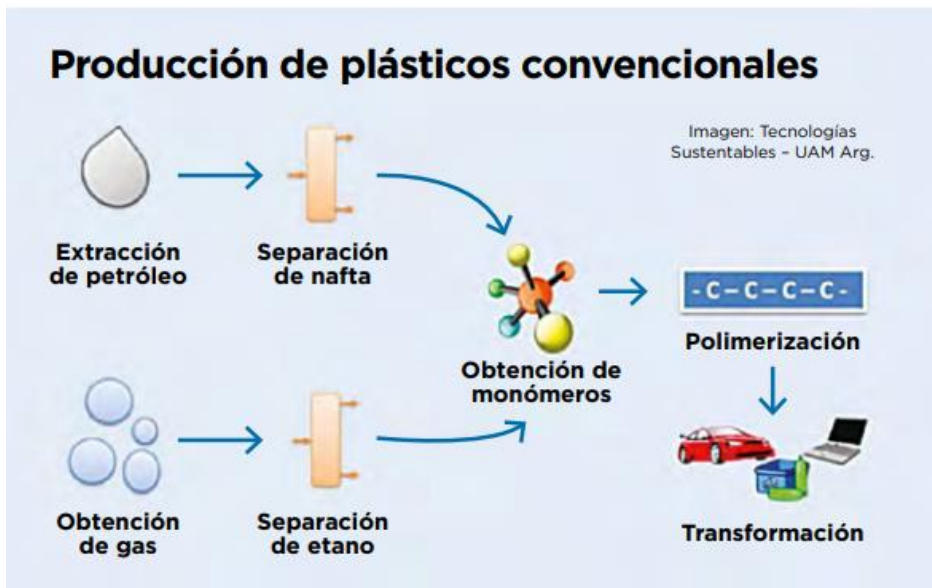 Producción de plásticos convencionales
Imagen: Tecnologías
Sustentables – UAM Arg.
Extracción
de petróleo
Separación
de nafta
Obtención de
monómeros
- C – C – C – C -
Polimerización
Obtención
de gas
Separación
de etano
Transformación